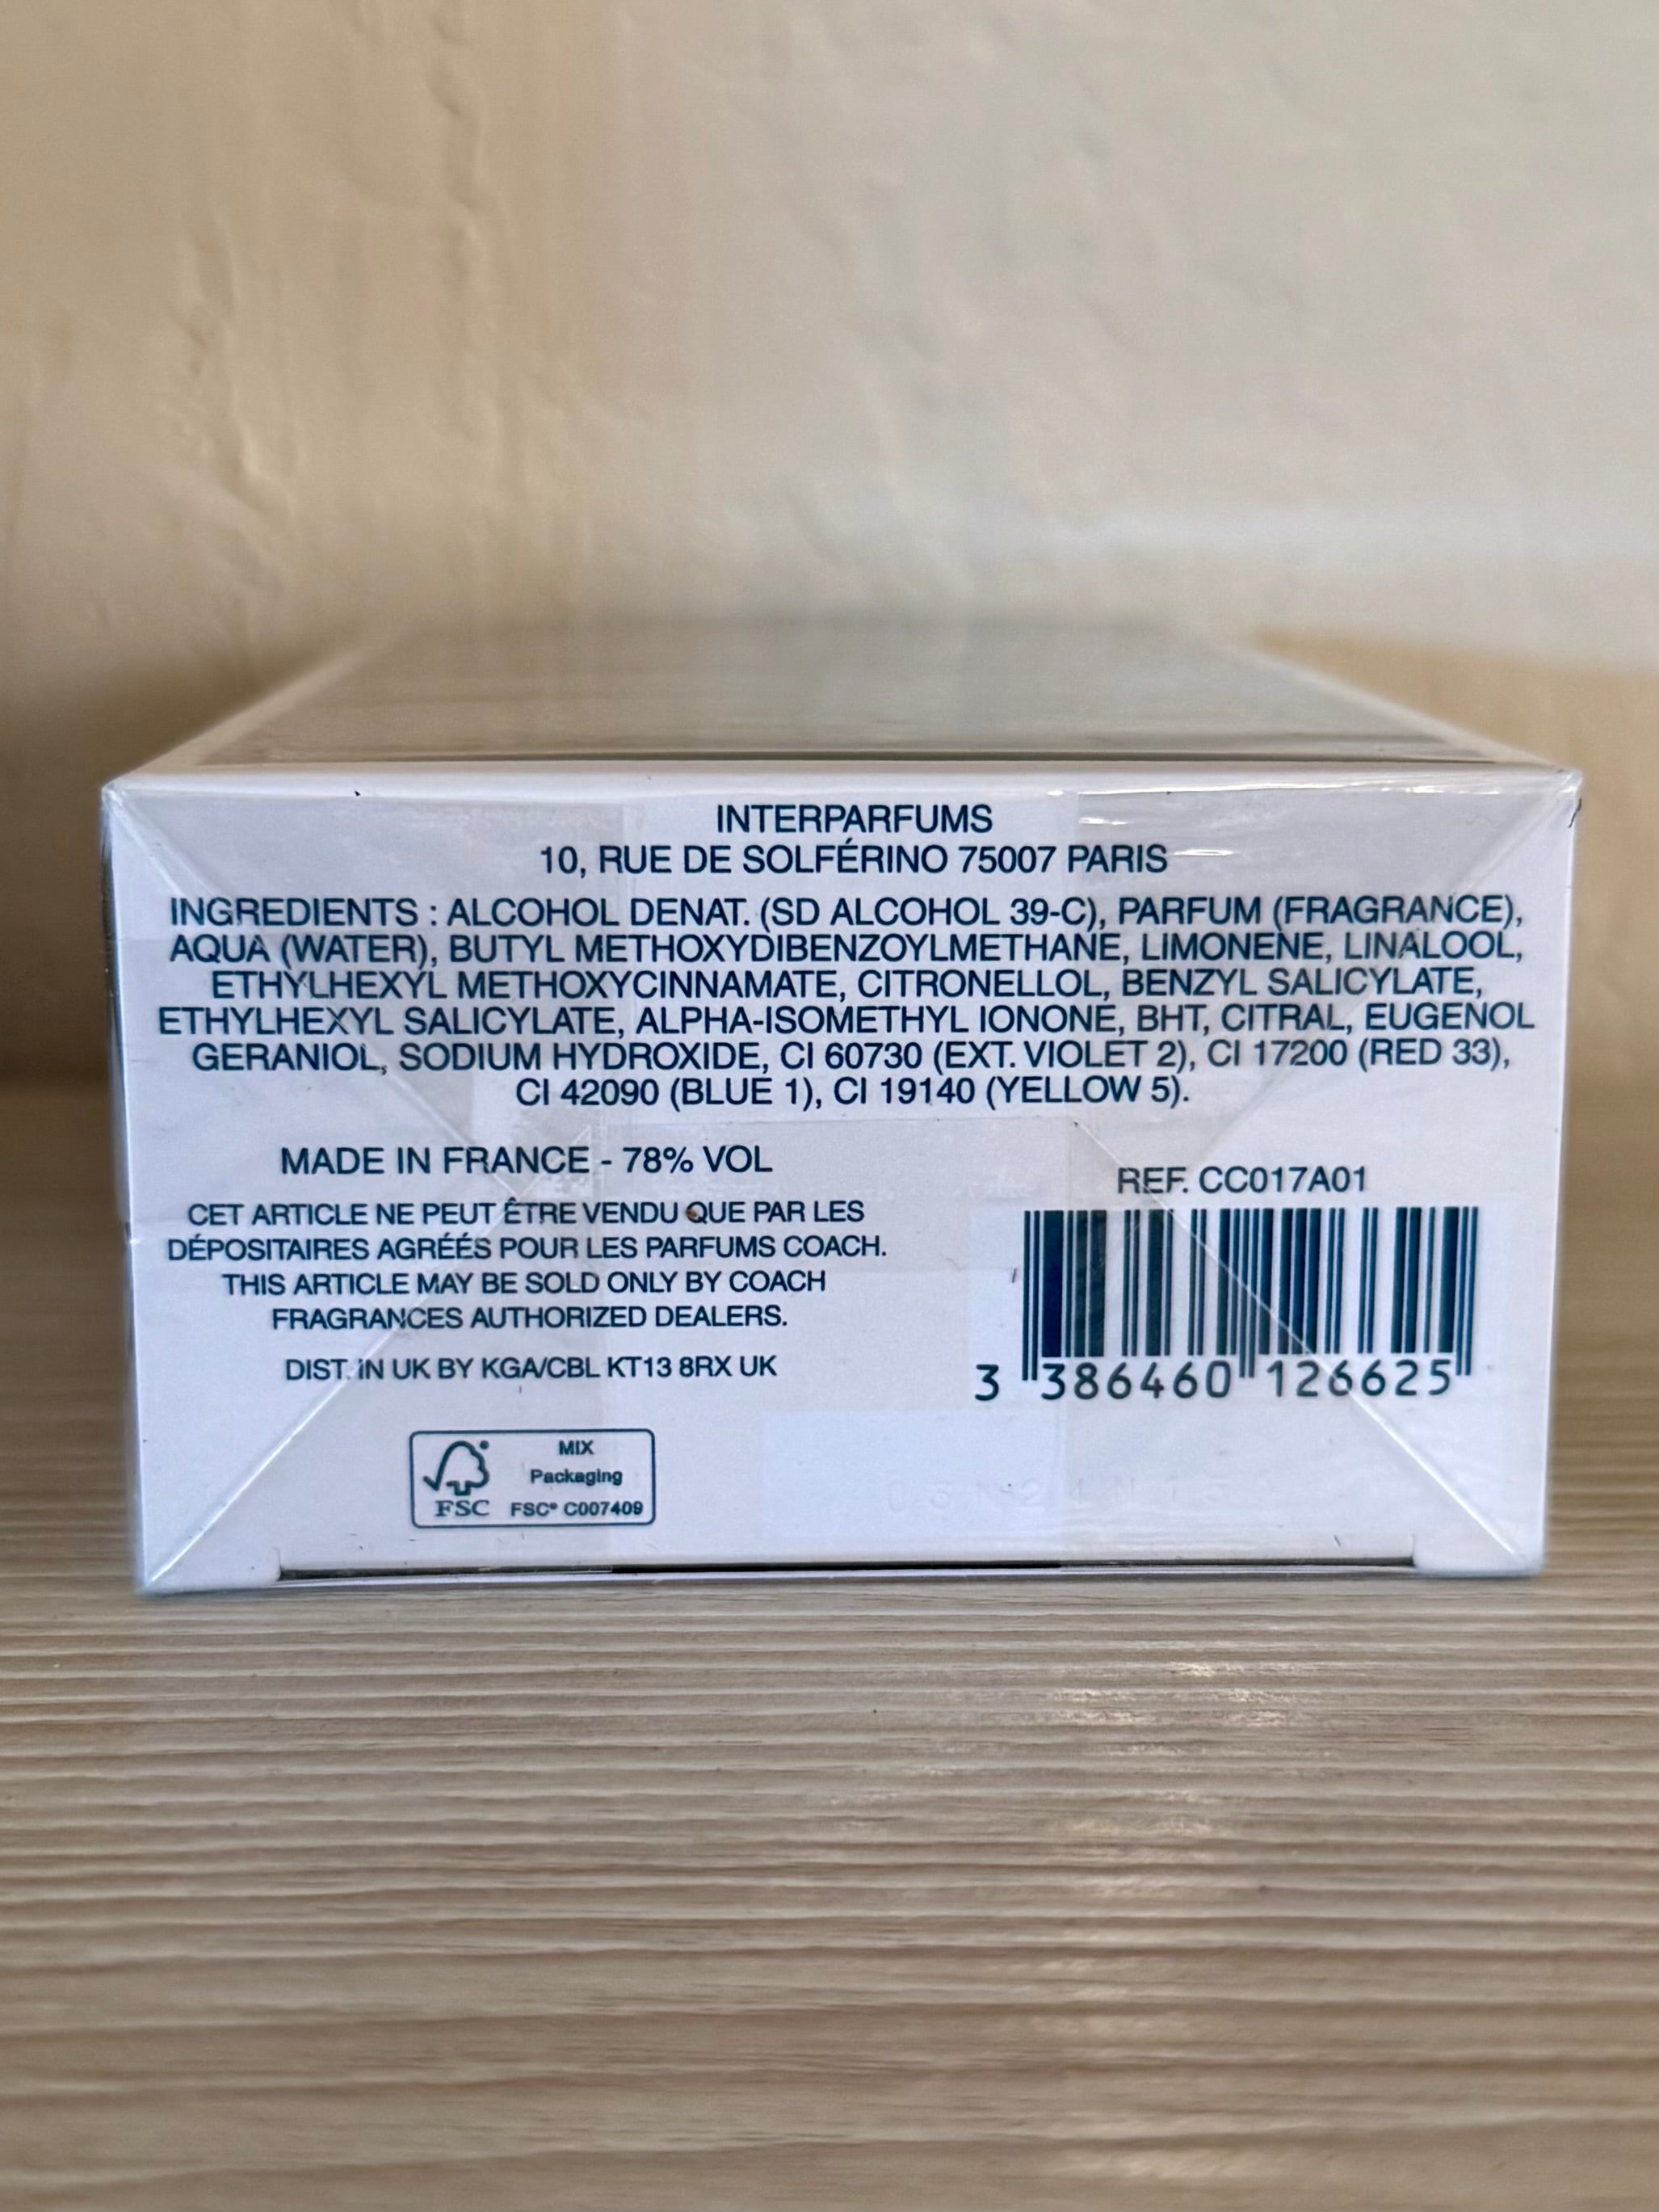 INTERPARFUMS
10, RUE DE SOLFÉRINO 75007 PARIS
INGREDIENTS : ALCOHOL DENAT. (SD ALCOHOL 39-C), PARFUM (FRAGRANCE),
AQUA (WATER), BUTYL METHOXYDIBENZOYLMETHANE, LIMONENE, LINALOOL,
ETHYLHEXYL METHOXYCINNAMATE, CITRONELLOL, BENZYL SALICYLATE,
ETHYLHEXYL SALICYLATE, ALPHA-ISOMETHYL IONONE, BHT, CITRAL, EUGENOL
GERANIOL, SODIUM HYDROXIDE, CI 60730 (EXT. VIOLET 2), CI 17200 (RED 33),
CI 42090 (BLUE 1), CI 19140 (YELLOW 5).
MADE IN FRANCE - 78% VOL
CET ARTICLE NE PEUT ÊTRE VENDU QUE PAR LES
DÉPOSITAIRES AGRÉÉS POUR LES PARFUMS COACH.
THIS ARTICLE MAY BE SOLD ONLY BY COACH
FRAGRANCES AUTHORIZED DEALERS.
DIST. IN UK BY KGA/CBL KT13 8RX UK
REF. CC017A01
3 386460 126625
MIX
Packaging
FSC FSC® C007409